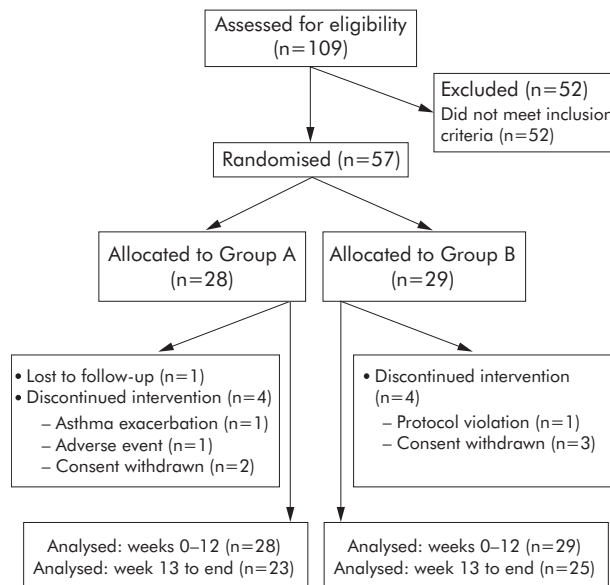 Assessed for eligibility
(n=109)
Excluded (n=52)
Did not meet inclusion
criteria (n=52)
Randomised (n=57)
Allocated to Group A
(n=28)
Allocated to Group B
(n=29)
• Lost to follow-up (n=1)
• Discontinued intervention (n=4)
– Asthma exacerbation (n=1)
– Adverse event (n=1)
– Consent withdrawn (n=2)
• Discontinued intervention
(n=4)
– Protocol violation (n=1)
– Consent withdrawn (n=3)
Analysed: weeks 0–12 (n=28)
Analysed: week 13 to end (n=23)
Analysed: weeks 0–12 (n=29)
Analysed: week 13 to end (n=25)